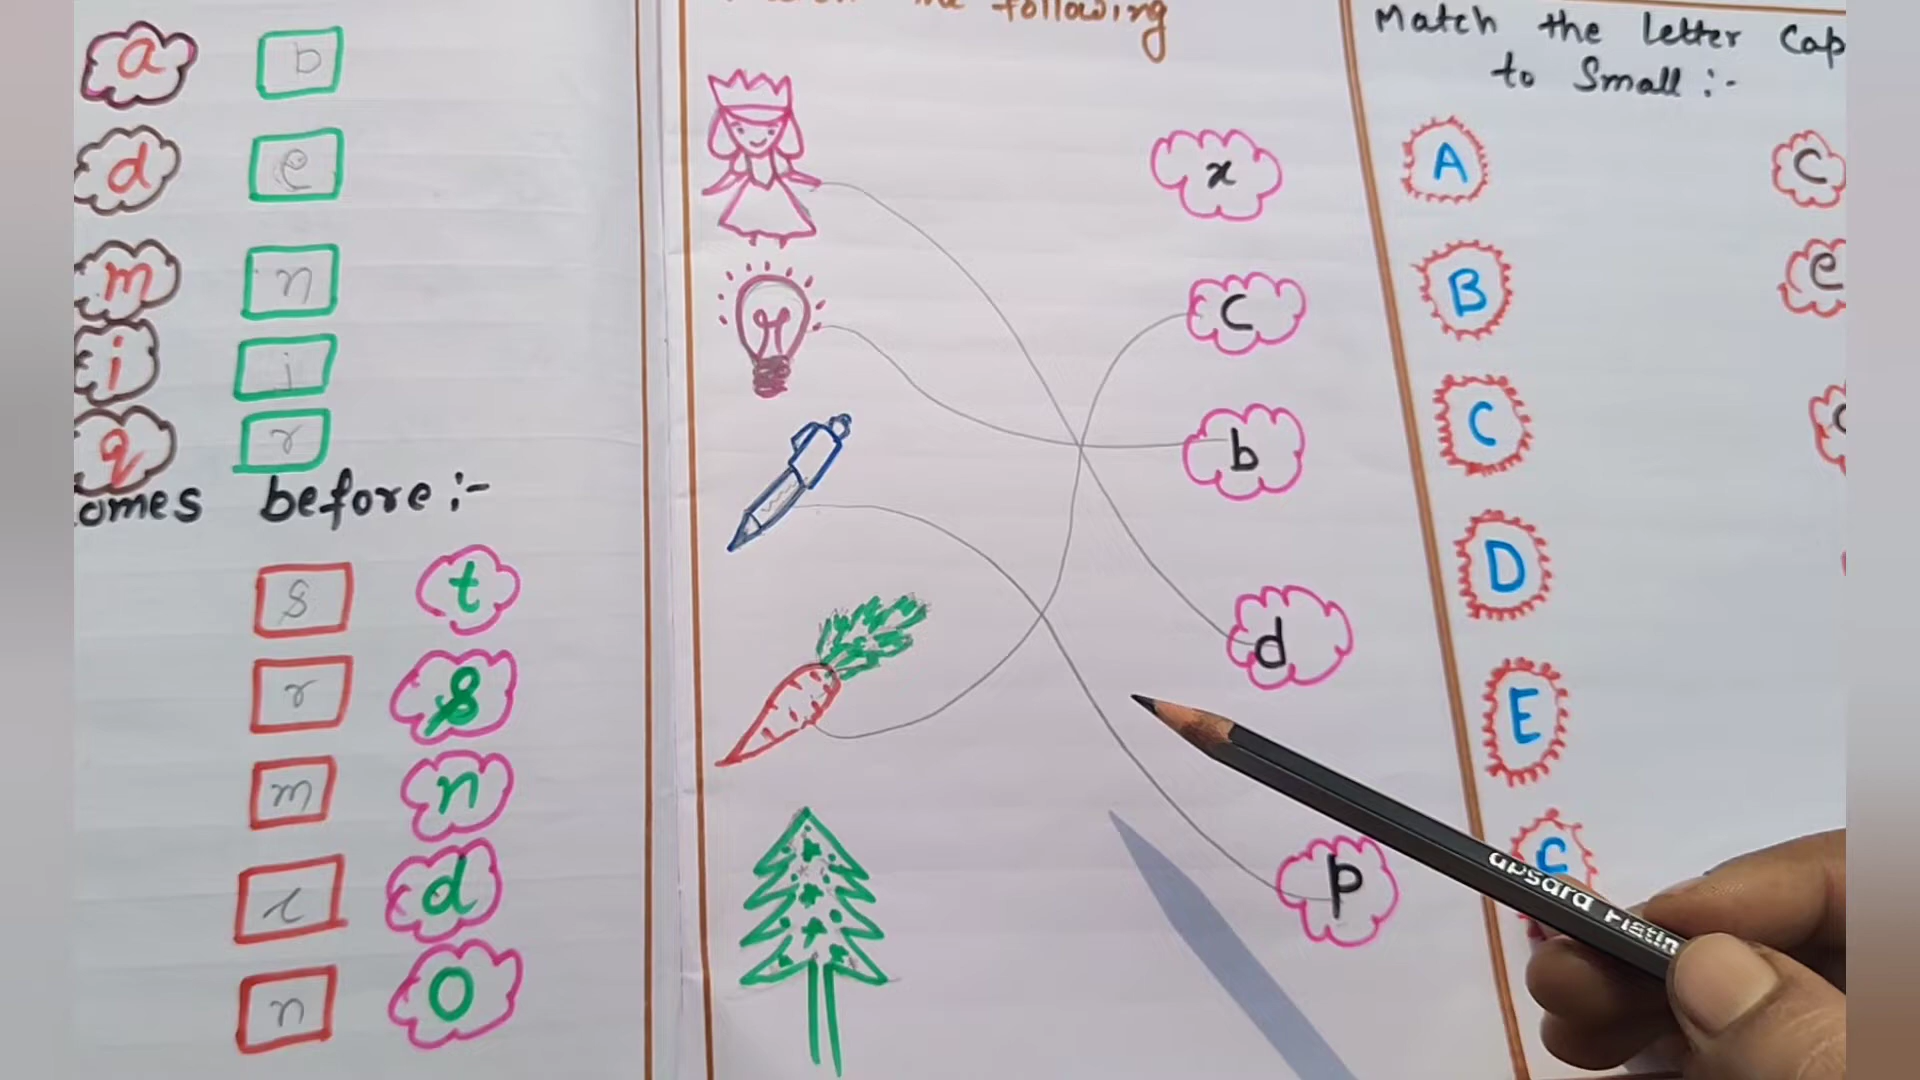 a b
d e
m n
i j
q r
omes before:-
s t
r s
m n
c d
n o
the following
x
c
b
d
p
Match the letter Cap
to Small:-
A c
B e
C
D
E
apsara Platin